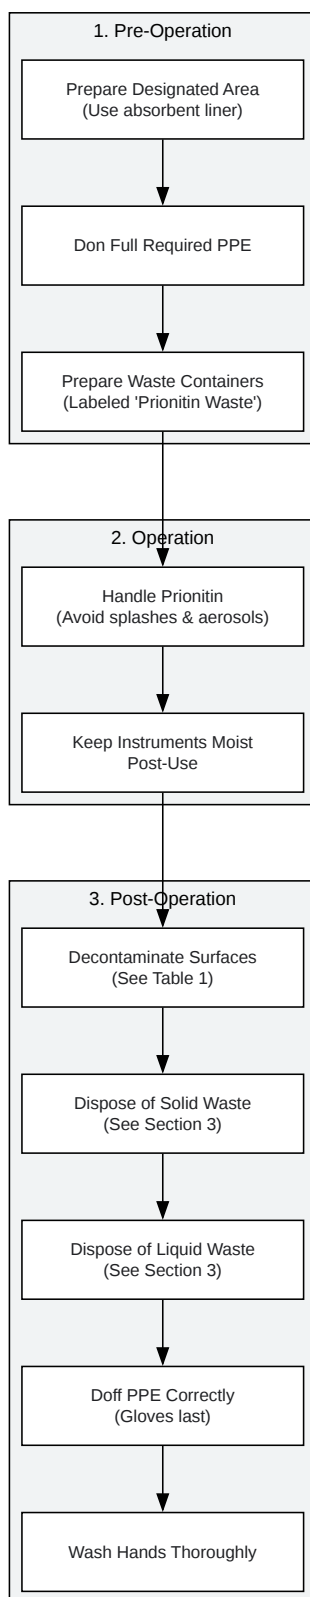 1. Pre-Operation
Prepare Designated Area
(Use absorbent liner)
Don Full Required PPE
Prepare Waste Containers
(Labeled 'Prionitin Waste')
2. Operation
Handle Prionitin
(Avoid splashes & aerosols)
Keep Instruments Moist
Post-Use
3. Post-Operation
Decontaminate Surfaces
(See Table 1)
Dispose of Solid Waste
(See Section 3)
Dispose of Liquid Waste
(See Section 3)
Doff PPE Correctly
(Gloves last)
Wash Hands Thoroughly